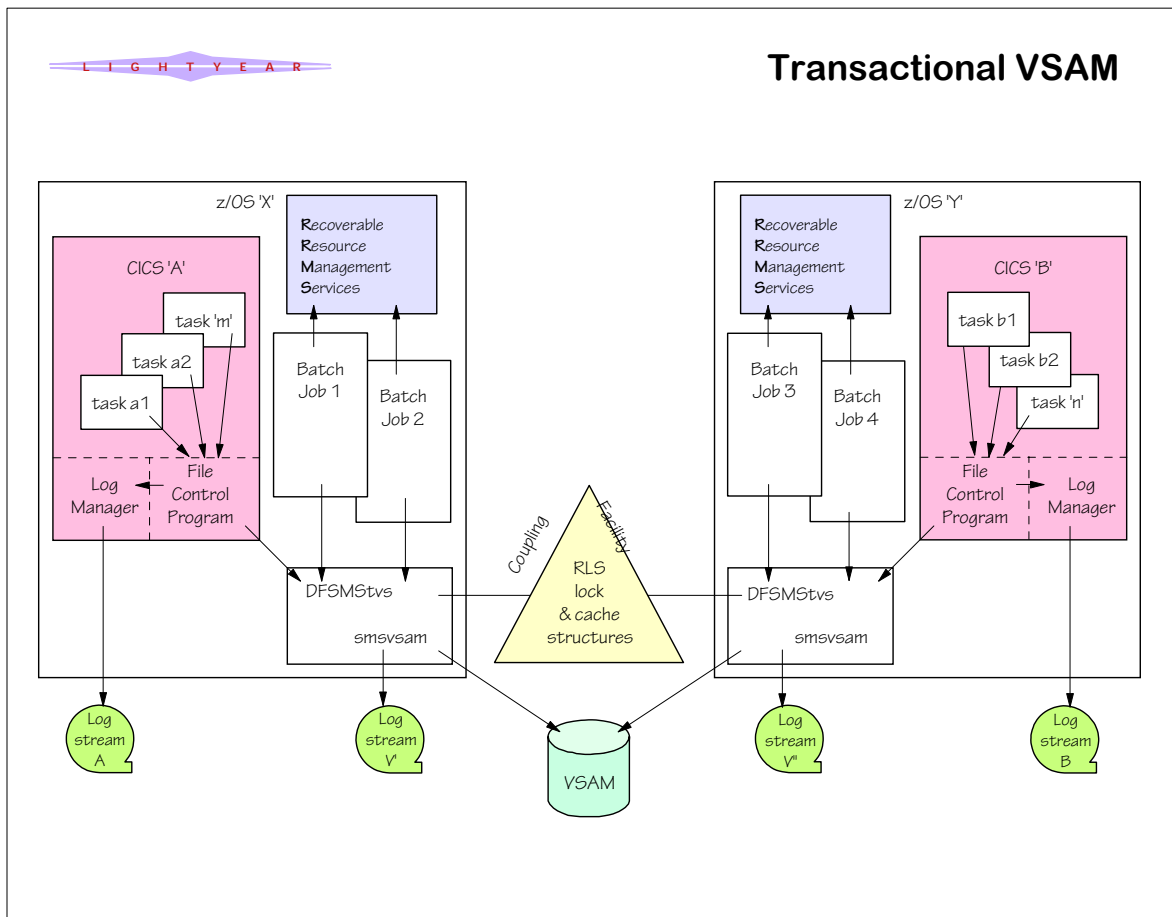 L I G H T Y E A R
Transactional VSAM
z/OS 'X'
Recoverable
Resource
Management
Services
CICS 'A'
task 'm'
task a2
task a1
Batch
Job 1
Batch
Job 2
Log
Manager
File
Control
Program
DFSMStvs
smsvsam
Log
stream
A
Log
stream
V'
Coupling
Facility
RLS
lock
& cache
structures
VSAM
z/OS 'Y'
Recoverable
Resource
Management
Services
CICS 'B'
task b1
task b2
task 'n'
Batch
Job 3
Batch
Job 4
File
Control
Program
Log
Manager
DFSMStvs
smsvsam
Log
stream
V''
Log
stream
B